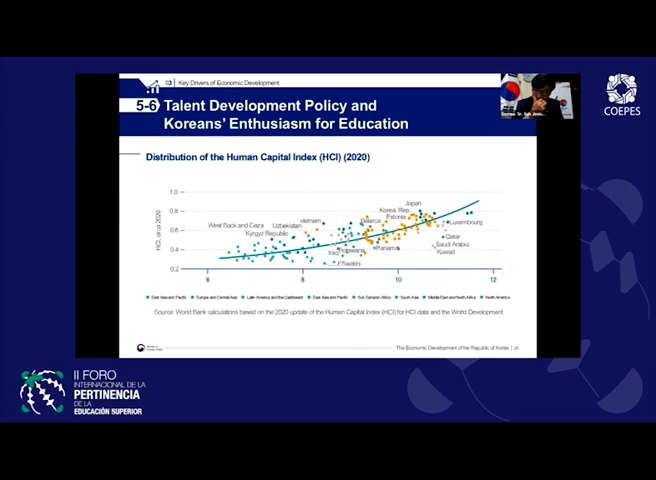 03 | Key Drivers of Economic Development
5-6 Talent Development Policy and
Koreans' Enthusiasm for Education
COEPES
Distribution of the Human Capital Index (HCI) (2020)
HCI, circa 2020
1.0
0.8
0.6
0.4
0.2
6
8
10
12
West Back and Gaza
Kyrgyz Republic
Uzbekistan
vietnam
Iraq
Botswana
ESwatini
Belarus
Panama
Japan
Korea, Rep.
Estonia
Luxembourg
Qatar
Saudi Arabia
Kuwait
East Asia and Pacific Europe and Central Asia Latin America and the Caribbean East Asia and Pacific Sub-Saharan Africa South Asia Middle East and North Africa North America
Source: World Bank calculations based on the 2020 update of the Human Capital Index (HCI) for HCI data and the World Development.
The Economic Development of the Republic of Korea |
II FORO
INTERNACIONAL DE LA
PERTINENCIA
DE LA
EDUCACIÓN SUPERIOR